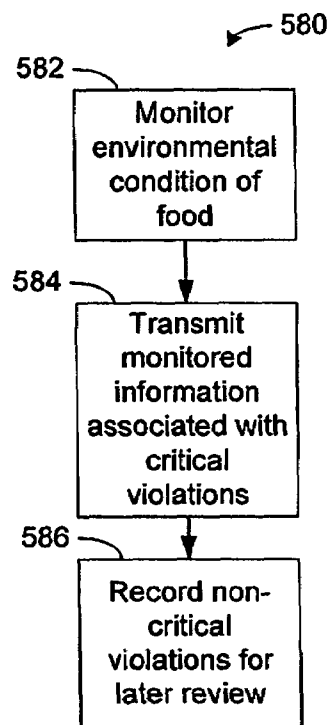 580
582
Monitor
environmental
condition of
food
584
Transmit
monitored
information
associated with
critical
violations
586
Record non-
critical
violations for
later review